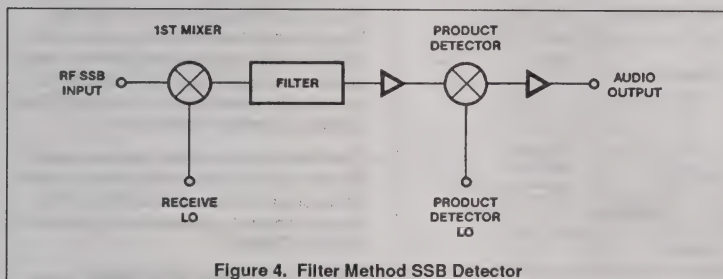 1ST MIXER
PRODUCT
DETECTOR
RF SSB
INPUT
FILTER
AUDIO
OUTPUT
RECEIVE
LO
PRODUCT
DETECTOR
LO
Figure 4. Filter Method SSB Detector